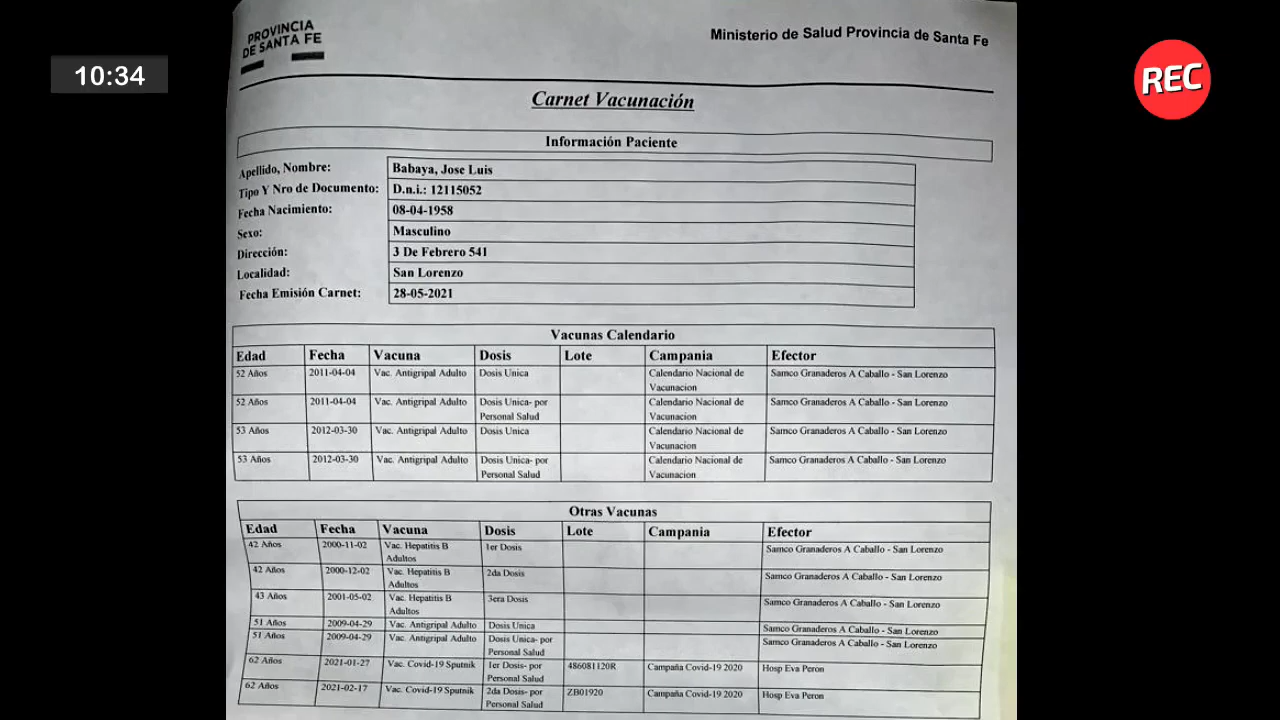 PROVINCIA
DE SANTA FE
Ministerio de Salud Provincia de Santa Fe
10:34
REC
Carnet Vacunación
Información Paciente
Apellido, Nombre: Babaya, Jose Luis
Tipo Y Nro de Documento: D.n.i.: 12115052
Fecha Nacimiento: 08-04-1958
Sexo: Masculino
Dirección: 3 De Febrero 541
Localidad: San Lorenzo
Fecha Emisión Carnet: 28-05-2021
Vacunas Calendario
Edad Fecha Vacuna Dosis Lote Campania Efector
52 Años 2011-04-04 Vac. Antigripal Adulto Dosis Unica Calendario Nacional de Samco Granaderos A Caballo - San Lorenzo
Vacunacion
52 Años 2011-04-04 Vac. Antigripal Adulto Dosis Unica- por Calendario Nacional de Samco Granaderos A Caballo - San Lorenzo
Personal Salud Vacunacion
53 Años 2012-03-30 Vac. Antigripal Adulto Dosis Unica Calendario Nacional de Samco Granaderos A Caballo - San Lorenzo
Vacunacion
53 Años 2012-03-30 Vac. Antigripal Adulto Dosis Unica- por Calendario Nacional de Samco Granaderos A Caballo - San Lorenzo
Personal Salud Vacunacion
Otras Vacunas
Edad Fecha Vacuna Dosis Lote Campania Efector
42 Años 2000-11-02 Vac. Hepatitis B 1er Dosis Samco Granaderos A Caballo - San Lorenzo
Adultos
42 Años 2000-12-02 Vac. Hepatitis B 2da Dosis Samco Granaderos A Caballo - San Lorenzo
Adultos
43 Años 2001-05-02 Vac. Hepatitis B 3era Dosis Samco Granaderos A Caballo - San Lorenzo
Adultos
51 Años 2009-04-29 Vac. Antigripal Adulto Dosis Unica Samco Granaderos A Caballo - San Lorenzo
51 Años 2009-04-29 Vac. Antigripal Adulto Dosis Unica- por Samco Granaderos A Caballo - San Lorenzo
Personal Salud
62 Años 2021-01-27 Vac. Covid-19 Sputnik 1er Dosis- por 486081120R Campaña Covid-19 2020 Hosp Eva Peron
Personal Salud
62 Años 2021-02-17 Vac. Covid-19 Sputnik 2da Dosis- por ZB01920 Campaña Covid-19 2020 Hosp Eva Peron
Personal Salud